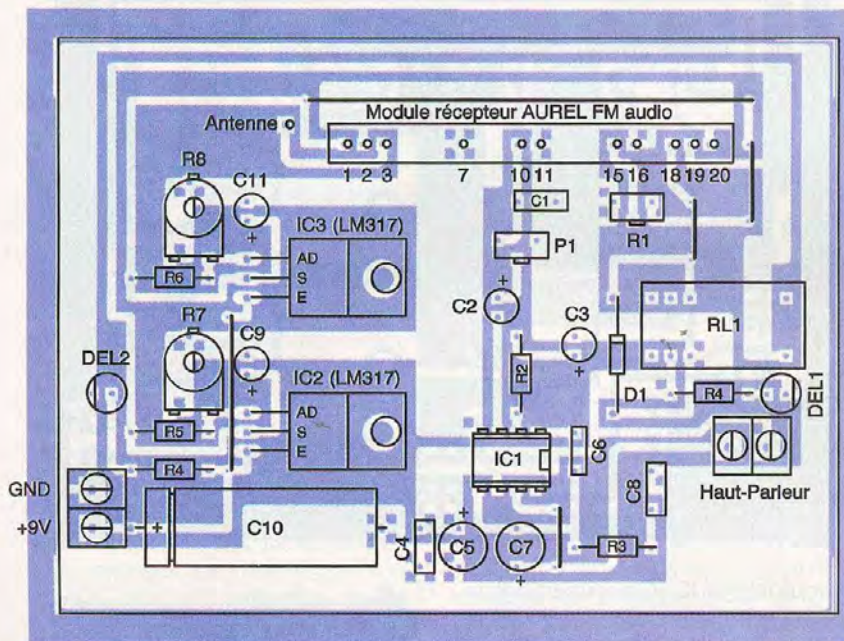 Module récepteur AUREL FM audio
Antenne
1 2 3 7 10 11 15 16 18 19 20
R8
C11
C1
R1
P1
IC3 (LM317)
AD
S
E
R6
C2
C3
RL1
R7
C9
DEL2
IC2 (LM317)
R2
D1
R4
DEL1
AD
S
E
R5
R4
IC1
C6
C8
Haut-Parleur
GND
+9V
+
C10
C4
C5
C7
R3
+
+
+
+
+
+